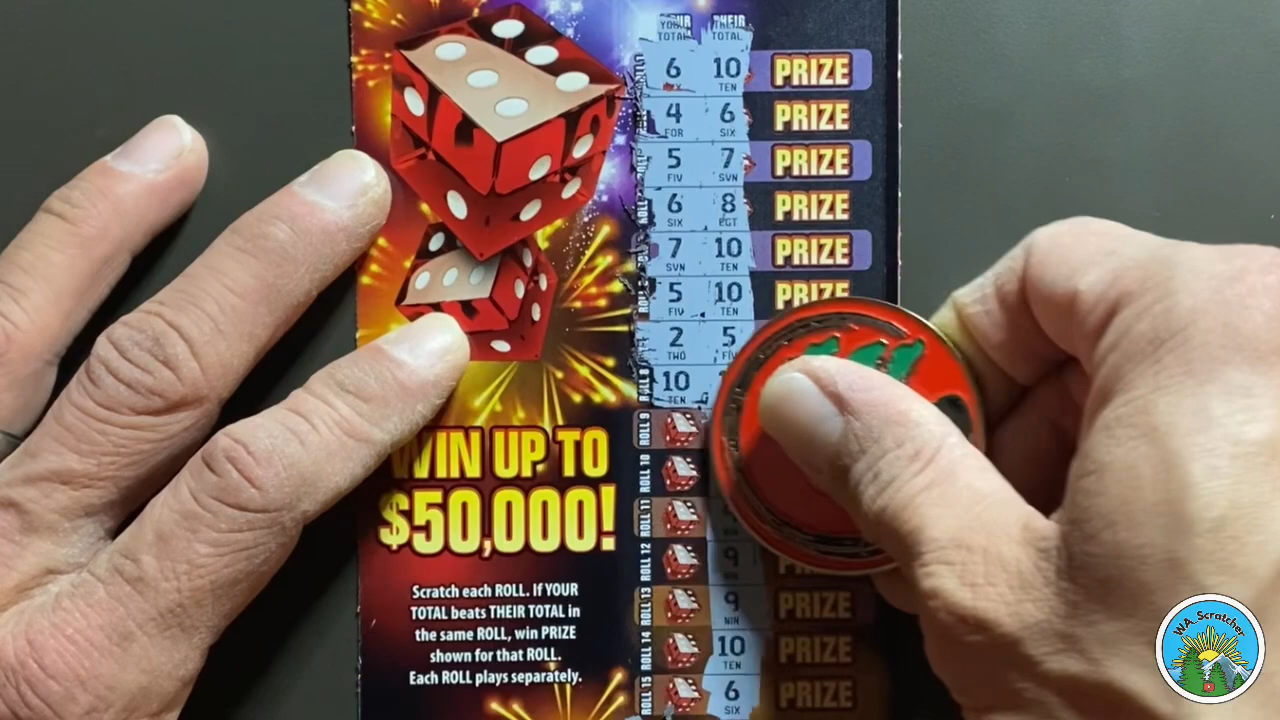 YOUR THEIR
TOTAL TOTAL
6 10 PRIZE
TEN
4 6 PRIZE
FOR SIX
5 7 PRIZE
FIV SVN
6 8 PRIZE
SIX EGT
7 10 PRIZE
SVN TEN
5 10 PRIZE
FIV TEN
2 5
TWO FIV
ROLL 8 10
TEN
ROLL 9
ROLL 10
ROLL 11
ROLL 12 9
ROLL 13 9 PRIZE
NIN
ROLL 14 10 PRIZE
TEN
ROLL 15 6 PRIZE
SIX
WIN UP TO
$50,000!
Scratch each ROLL. If YOUR
TOTAL beats THEIR TOTAL in
the same ROLL, win PRIZE
shown for that ROLL.
Each ROLL plays separately.
WA Scratcher